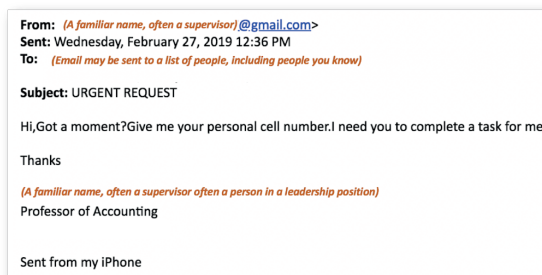 From: (A familiar name, often a supervisor)@gmail.com>
Sent: Wednesday, February 27, 2019 12:36 PM
To: (Email may be sent to a list of people, including people you know)
Subject: URGENT REQUEST
Hi,Got a moment?Give me your personal cell number.I need you to complete a task for me
Thanks
(A familiar name, often a supervisor often a person in a leadership position)
Professor of Accounting
Sent from my iPhone